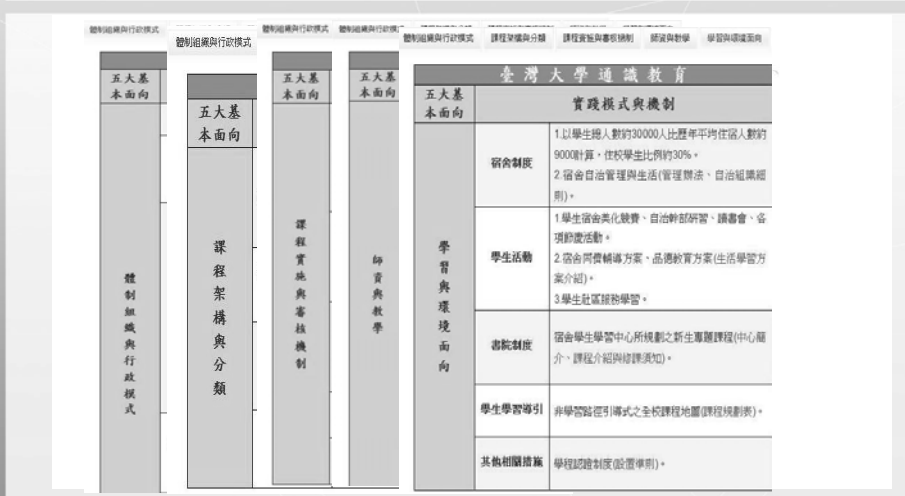 體制組織與行政模式
五大基
本面向
體制組織與行政模式
體制組織與行政模式
五大基
本面向
課程架構與分類
體制組織與行政模式
五大基
本面向
課程實施與審核機制
體制組織與行政模
五大基
本面向
師資與教學
體制組織與行政模式 課程架構與分類 課程實施與審核機制 師資與教學 學習與環境面向
臺灣大學通識教育
五大基
本面向
實踐模式與機制
學習與環境面向
宿舍制度
1.以學生總人數約30000人比歷年平均住宿人數約
9000計算，住校學生比例約30%。
2.宿舍自治管理與生活(管理辦法、自治組織細
則)。
學生活動
1.學生宿舍美化競賽、自治幹部研習、讀書會、各
項節慶活動。
2.宿舍同儕輔導方案、品德教育方案(生活學習方
案介紹)。
3.學生社區服務學習。
書院制度
宿舍學生學習中心所規劃之新生專題課程(中心簡
介、課程介紹與修課須知)。
學生學習導引
非學習路徑引導式之全校課程地圖(課程規劃表)。
其他相關措施
學程認證制度(設置準則)。